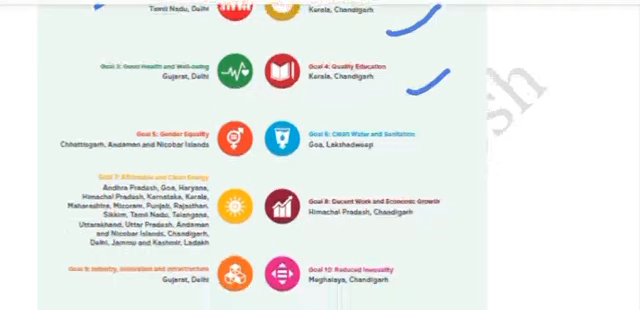 Tamil Nadu, Delhi
Kerala, Chandigarh
Goal 3: Good Health and Well-being
Gujarat, Delhi
Goal 4: Quality Education
Kerala, Chandigarh
Goal 5: Gender Equality
Chhattisgarh, Andaman and Nicobar Islands
Goal 6: Clean Water and Sanitation
Goa, Lakshadweep
Goal 7: Affordable and Clean Energy
Andhra Pradesh, Goa, Haryana,
Himachal Pradesh, Karnataka, Kerala,
Maharashtra, Mizoram, Punjab, Rajasthan,
Sikkim, Tamil Nadu, Telangana,
Uttarakhand, Uttar Pradesh, Andaman
and Nicobar Islands, Chandigarh,
Delhi, Jammu and Kashmir, Ladakh
Goal 8: Decent Work and Economic Growth
Himachal Pradesh, Chandigarh
Goal 9: Industry, Innovation and Infrastructure
Gujarat, Delhi
Goal 10: Reduced Inequality
Meghalaya, Chandigarh